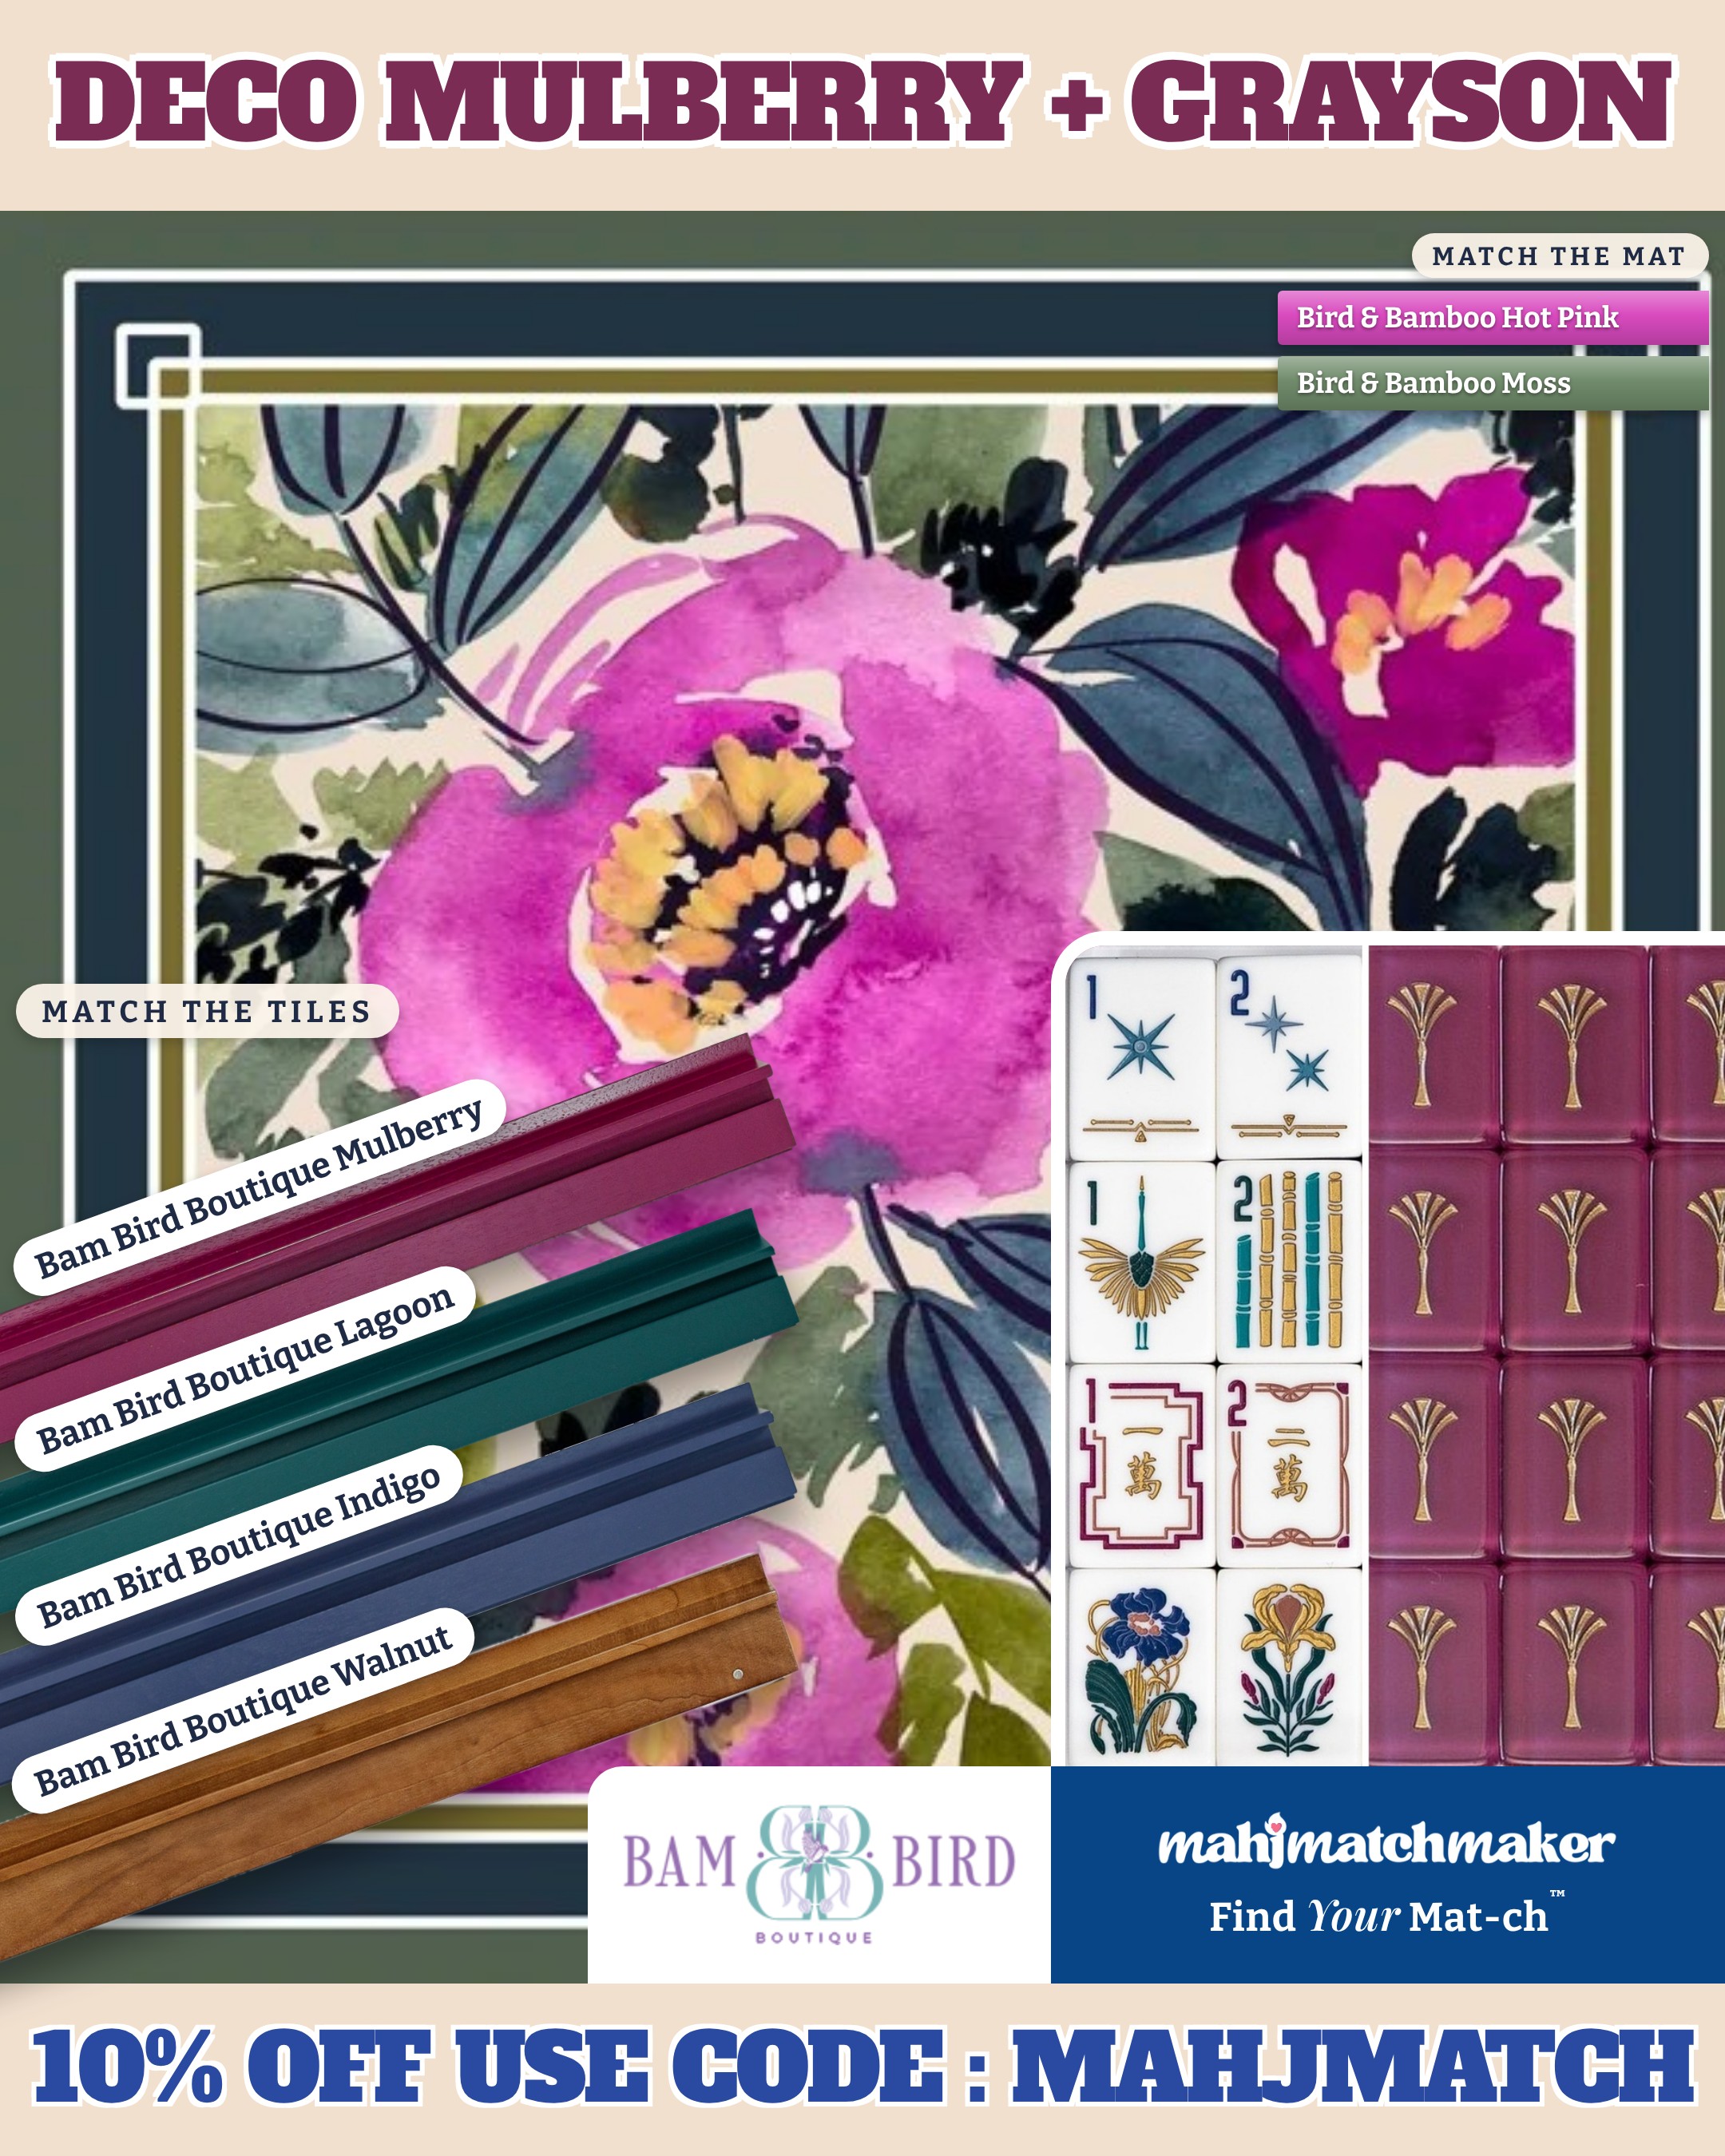 DECO MULBERRY + GRAYSON
MATCH THE MAT
Bird & Bamboo Hot Pink
Bird & Bamboo Moss
MATCH THE TILES
Bam Bird Boutique Mulberry
Bam Bird Boutique Lagoon
Bam Bird Boutique Indigo
Bam Bird Boutique Walnut
1
2
1
2
1
一萬
2
二萬
BAM BIRD
BOUTIQUE
mahjmatchmaker
Find Your Mat-ch™
10% OFF USE CODE : MAHJMATCH